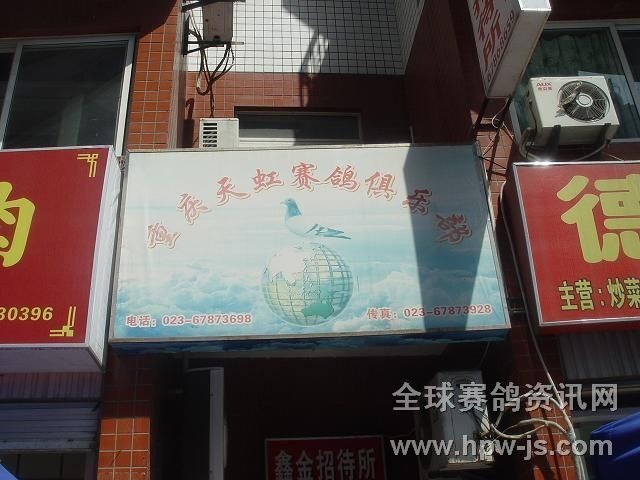 重庆天虹赛鸽俱乐部
电话：023-67873698
传真：023-67873928
30396
德
主营：炒菜
AUX
鑫金招待所
全球赛鸽资讯网
www.hpw-js.com